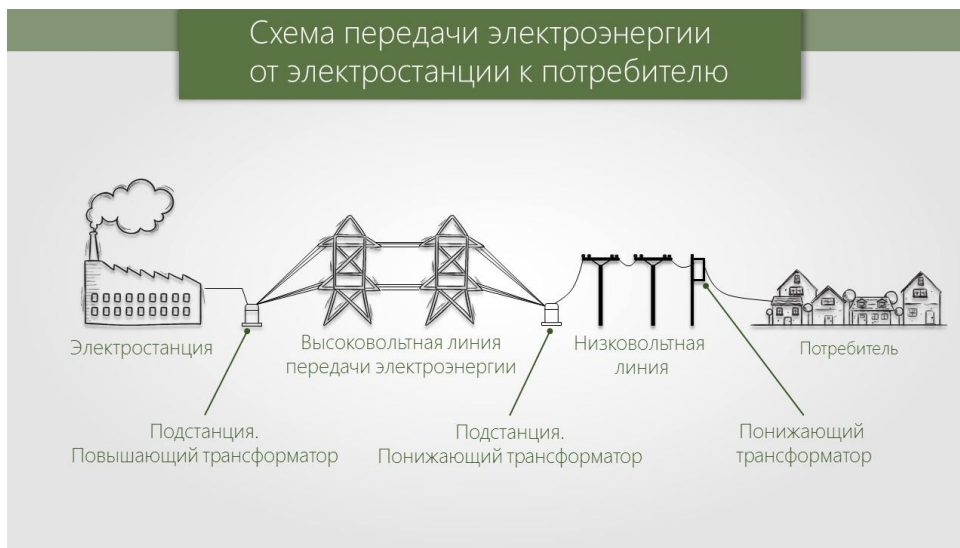 Схема передачи электроэнергии
от электростанции к потребителю
Электростанция
Высоковольтная линия
передачи электроэнергии
Низковольтная
линия
Потребитель
Подстанция.
Повышающий трансформатор
Подстанция.
Понижающий трансформатор
Понижающий
трансформатор